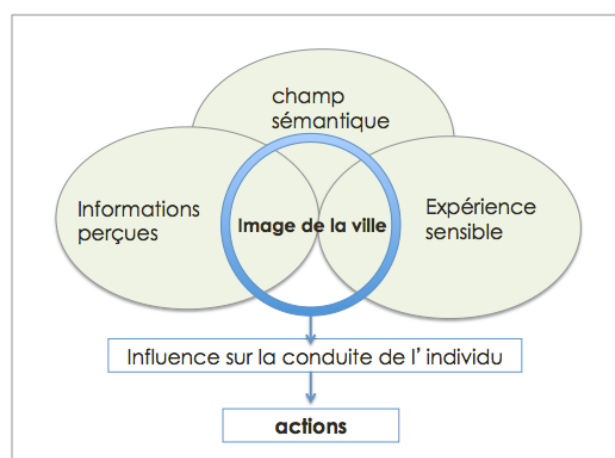 champ
sémantique
Informations
perçues
Image de la ville
Expérience
sensible
Influence sur la conduite de l’ individu
actions